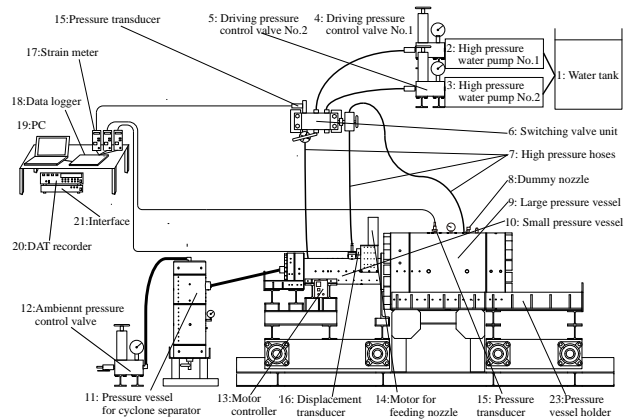 15:Pressure transducer
5: Driving pressure
control valve No.2
4: Driving pressure
control valve No.1
2: High pressure
water pump No.1
3: High pressure
water pump No.2
1: Water tank
17:Strain meter
18:Data logger
19:PC
6: Switching valve unit
7: High pressure hoses
8:Dummy nozzle
9: Large pressure vessel
10: Small pressure vessel
21:Interface
20:DAT recorder
12:Ambiennt pressure
control valve
11: Pressure vessel
for cyclone separator
13:Motor
controller
16: Displacement
transducer
14:Motor for
feeding nozzle
15: Pressure
transducer
23:Pressure
vessel holder